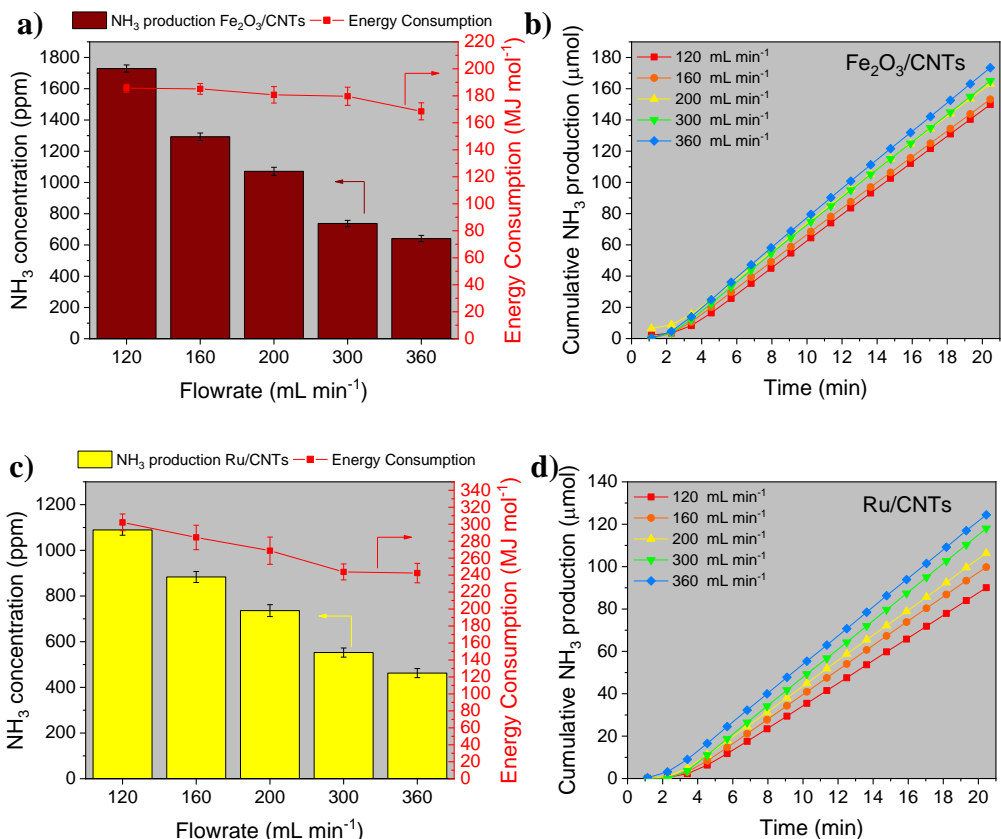 a)
NH₃ production Fe₂O₃/CNTs
Energy Consumption
1800
1600
1400
1200
1000
800
600
400
200
0
NH₃ concentration (ppm)
220
200
180
160
140
120
100
80
60
40
20
0
Energy Consumption (MJ mol⁻¹)
120 160 200 300 360
Flowrate (mL min⁻¹)
b)
Fe₂O₃/CNTs
120 mL min⁻¹
160 mL min⁻¹
200 mL min⁻¹
300 mL min⁻¹
360 mL min⁻¹
180
160
140
120
100
80
60
40
20
0
Cumulative NH₃ production (μmol)
0 2 4 6 8 10 12 14 16 18 20
Time (min)
c)
NH₃ production Ru/CNTs
Energy Consumption
1200
1000
800
600
400
200
0
NH₃ concentration (ppm)
340
320
300
280
260
240
220
200
180
160
140
120
100
80
60
40
20
0
Energy Consumption (MJ mol⁻¹)
120 160 200 300 360
Flowrate (mL min⁻¹)
d)
Ru/CNTs
120 mL min⁻¹
160 mL min⁻¹
200 mL min⁻¹
300 mL min⁻¹
360 mL min⁻¹
140
120
100
80
60
40
20
0
Cumulative NH₃ production (μmol)
0 2 4 6 8 10 12 14 16 18 20
Time (min)